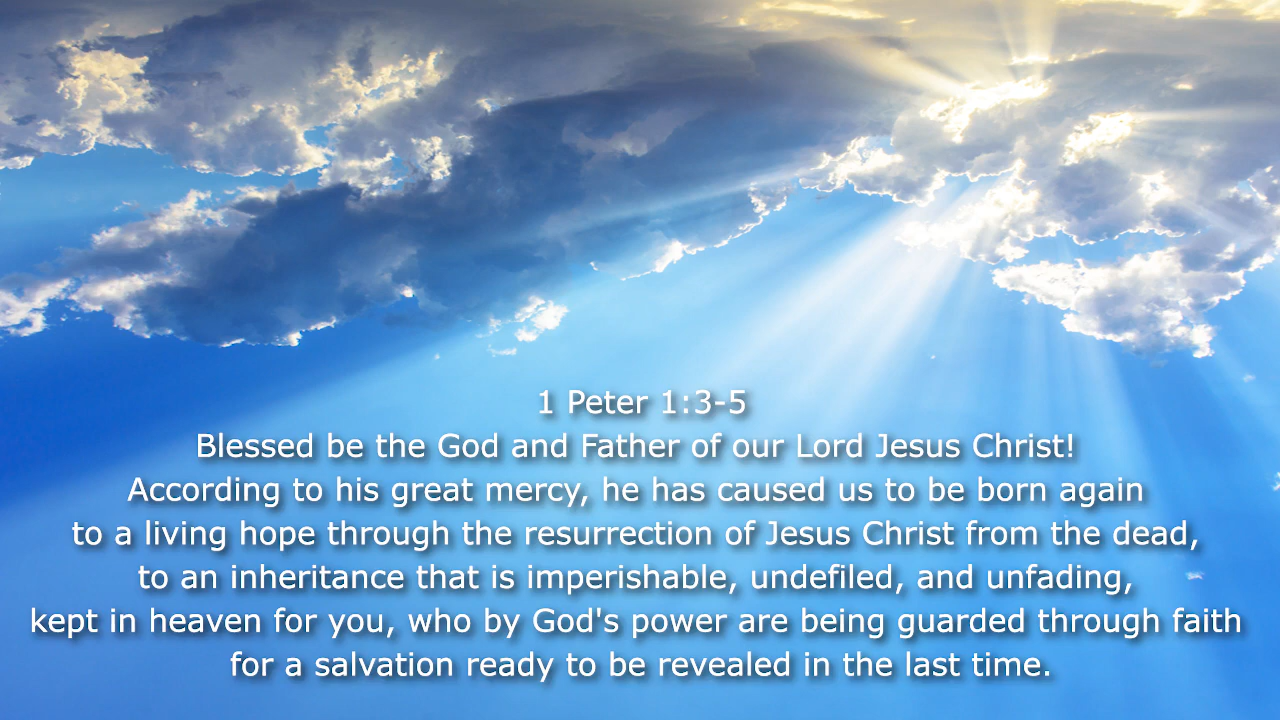 1 Peter 1:3-5
Blessed be the God and Father of our Lord Jesus Christ!
According to his great mercy, he has caused us to be born again
to a living hope through the resurrection of Jesus Christ from the dead,
to an inheritance that is imperishable, undefiled, and unfading,
kept in heaven for you, who by God's power are being guarded through faith
for a salvation ready to be revealed in the last time.